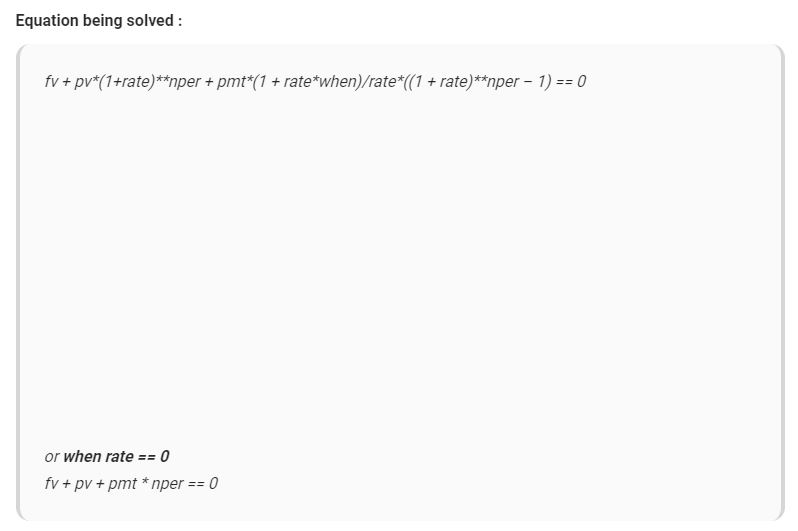 Equation being solved :
fv + pv*(1+rate)**nper + pmt*(1 + rate*when)/rate*((1 + rate)**nper – 1) == 0
or when rate == 0
fv + pv + pmt * nper == 0